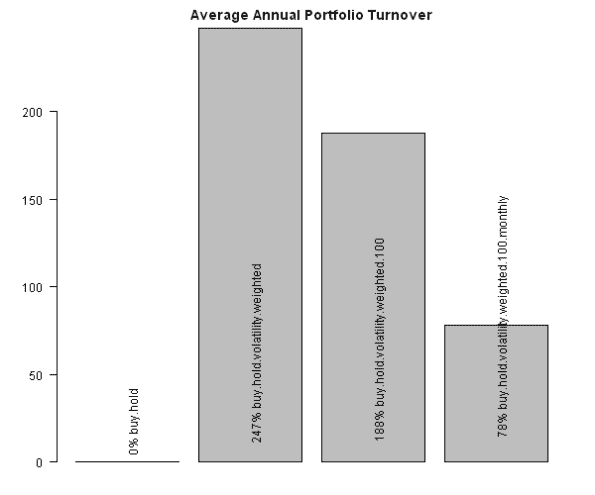 Average Annual Portfolio Turnover
200
150
100
50
0
0% buy.hold
247% buy.hold.volatility.weighted
188% buy.hold.volatility.weighted.100
78% buy.hold.volatility.weighted.100.monthly